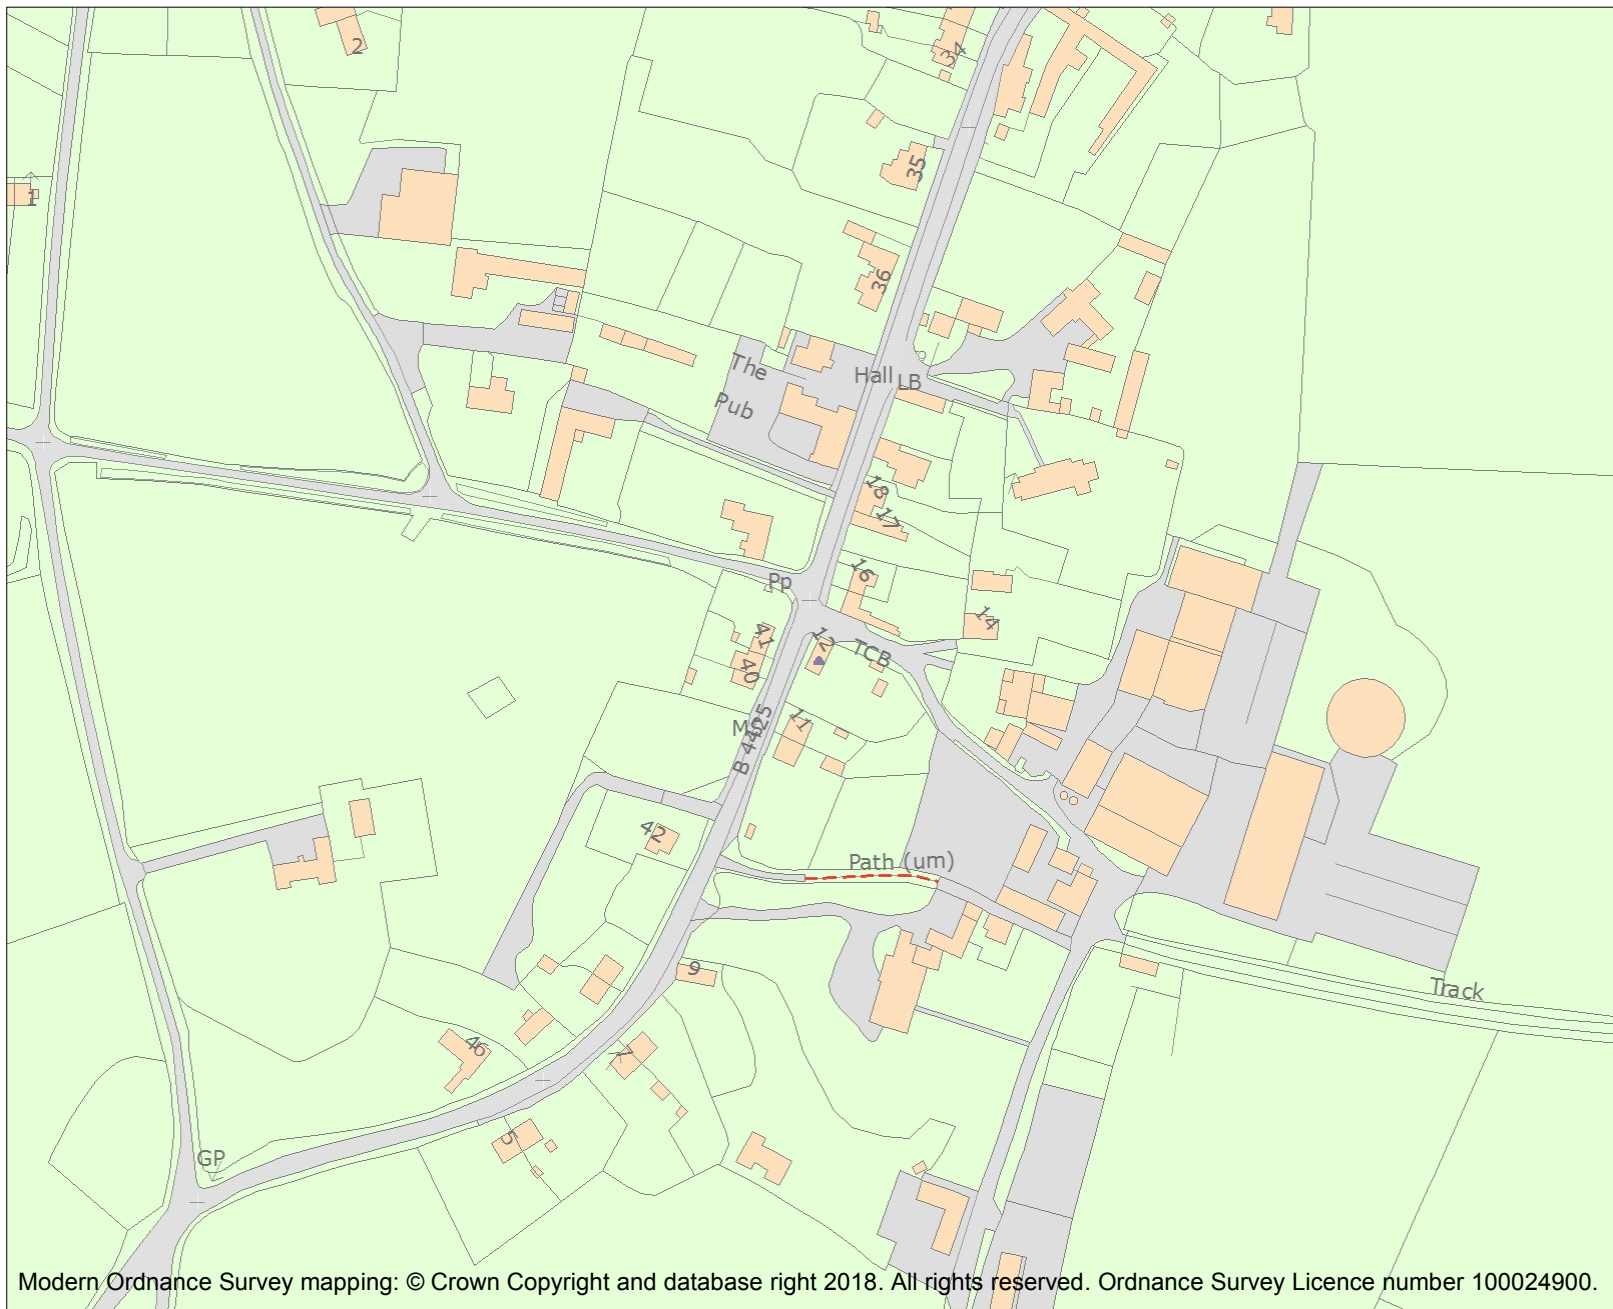 2
34
1
35
36
The
Pub
Hall
LB
18
17
16
Pp
14
12
TCB
41
40
11
B 4425
42
Path (um)
9
Track
46
7
5
GP
Modern Ordnance Survey mapping: © Crown Copyright and database right 2018. All rights reserved. Ordnance Survey Licence number 100024900.